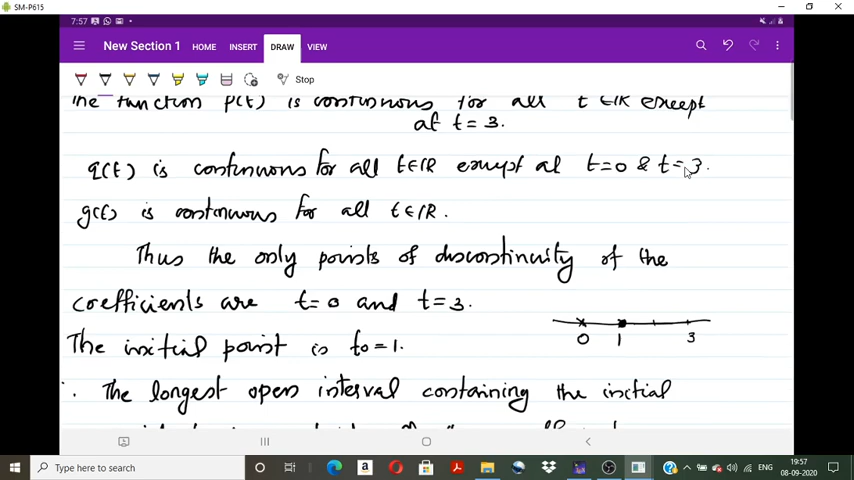 SM-P615
7:57
New Section 1 HOME INSERT DRAW VIEW
Stop
The function p(t) is continuous for all t ∈ IR except
at t = 3.
q(t) is continuous for all t∈IR except at t=0 & t=3.
g(t) is continuous for all t∈IR.
Thus the only points of discontinuity of the
coefficients are t=0 and t=3.
0 1 3
The initial point is t0=1.
∴ The longest open interval containing the initial
Type here to search
ENG
19:57
08-09-2020